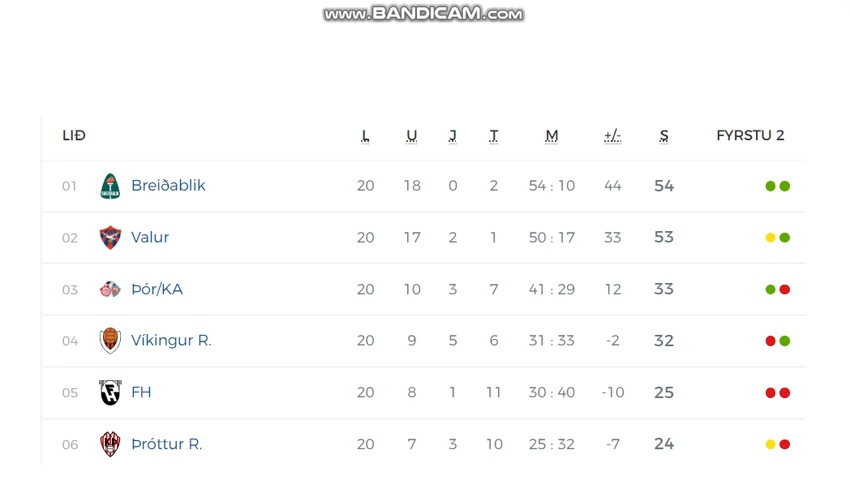 www.BANDICAM.com
LIÐ L U J T M +/- S FYRSTU 2
01 Breiðablik 20 18 0 2 54 : 10 44 54
02 Valur 20 17 2 1 50 : 17 33 53
03 Þór/KA 20 10 3 7 41 : 29 12 33
04 Víkingur R. 20 9 5 6 31 : 33 -2 32
05 FH 20 8 1 11 30 : 40 -10 25
06 Þróttur R. 20 7 3 10 25 : 32 -7 24